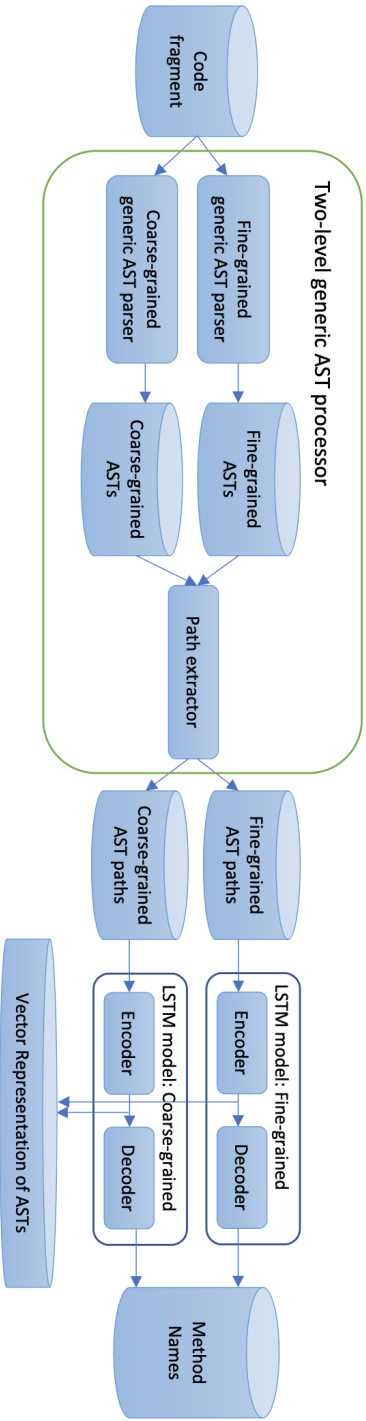 Two-level generic AST processor
Code
fragment
Fine-grained
generic AST parser
Coarse-grained
generic AST parser
Fine-grained
ASTs
Coarse-grained
ASTs
Path extractor
Fine-grained
AST paths
Coarse-grained
AST paths
LSTM model: Fine-grained
Encoder
Decoder
LSTM model: Coarse-grained
Encoder
Decoder
Vector Representation of ASTs
Method
Names